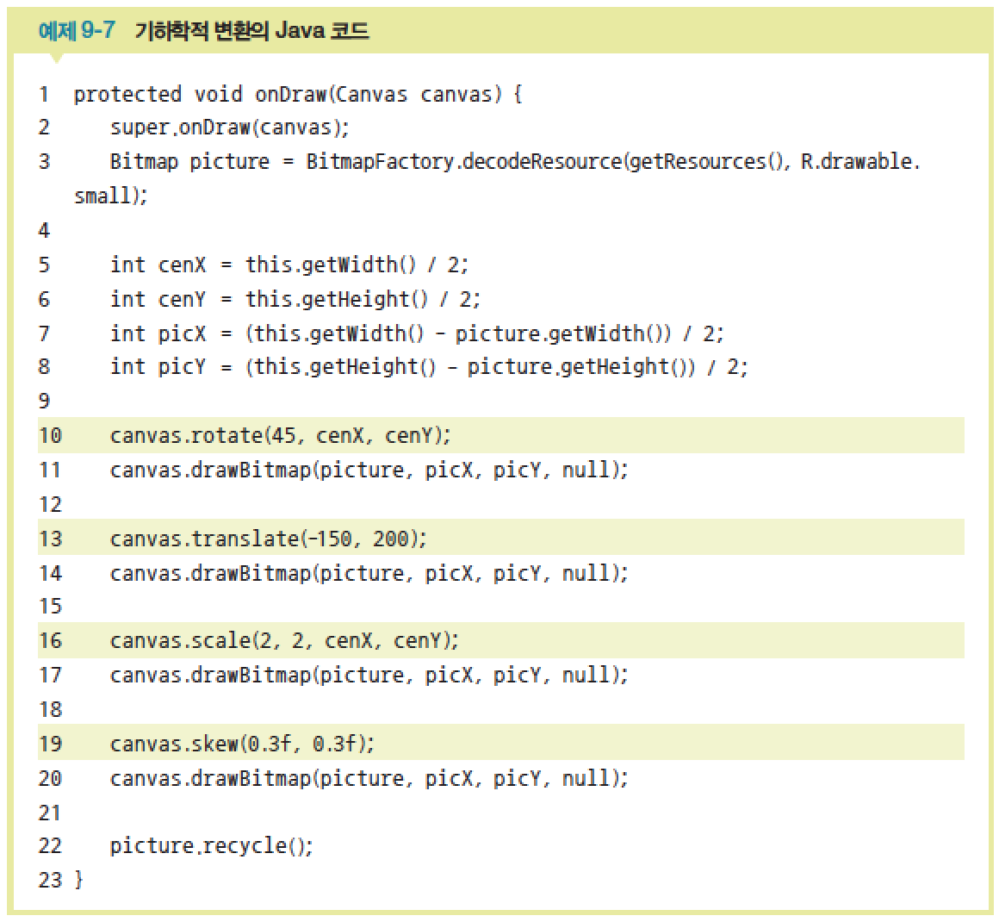 예제 9-7 기하학적 변환의 Java 코드
1 protected void onDraw(Canvas canvas) {
2 super.onDraw(canvas);
3 Bitmap picture = BitmapFactory.decodeResource(getResources(), R.drawable.
small);
4
5 int cenX = this.getWidth() / 2;
6 int cenY = this.getHeight() / 2;
7 int picX = (this.getWidth() - picture.getWidth()) / 2;
8 int picY = (this.getHeight() - picture.getHeight()) / 2;
9
10 canvas.rotate(45, cenX, cenY);
11 canvas.drawBitmap(picture, picX, picY, null);
12
13 canvas.translate(-150, 200);
14 canvas.drawBitmap(picture, picX, picY, null);
15
16 canvas.scale(2, 2, cenX, cenY);
17 canvas.drawBitmap(picture, picX, picY, null);
18
19 canvas.skew(0.3f, 0.3f);
20 canvas.drawBitmap(picture, picX, picY, null);
21
22 picture.recycle();
23 }